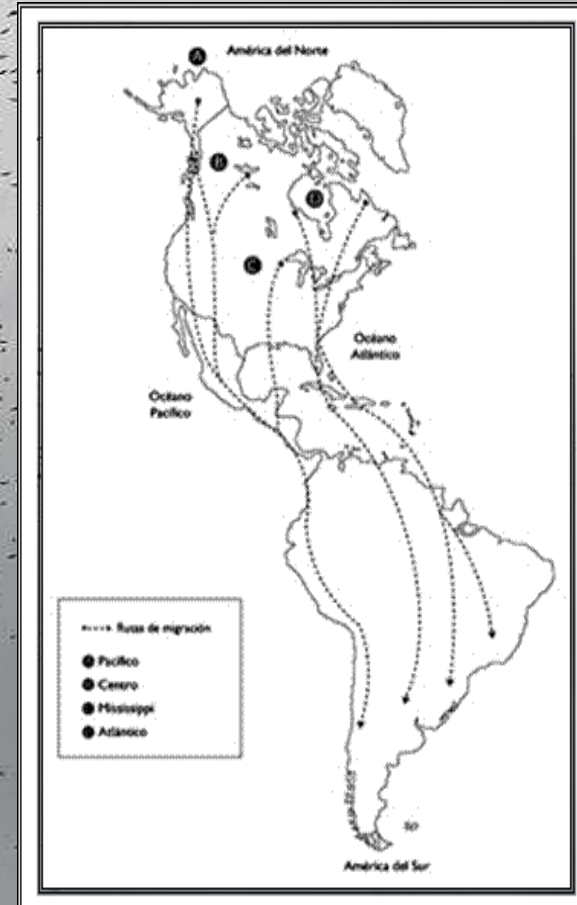 A
América del Norte
B
D
C
Océano
Atlántico
Océano
Pacífico
Rutas de migración
Pacífico
Centro
Mississippi
Atlántico
América del Sur